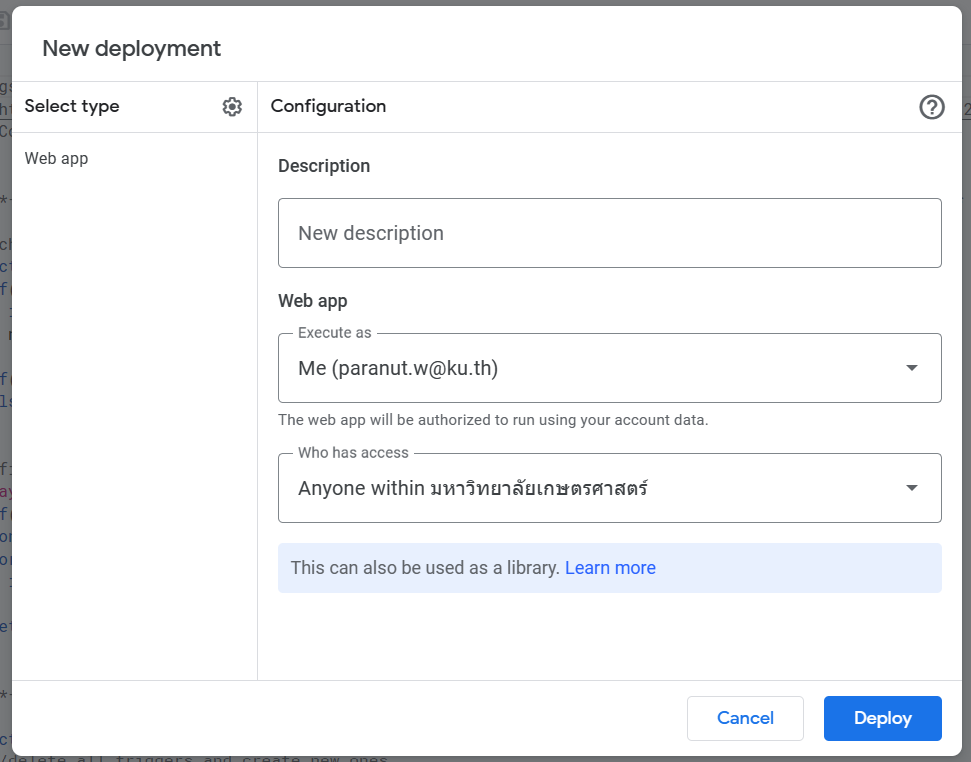 New deployment
Select type
Configuration
Web app
Description
New description
Web app
Execute as
Me (paranut.w@ku.th)
The web app will be authorized to run using your account data.
Who has access
Anyone within มหาวิทยาลัยเกษตรศาสตร์
This can also be used as a library. Learn more
Cancel
Deploy
/delete all triggers and create new ones